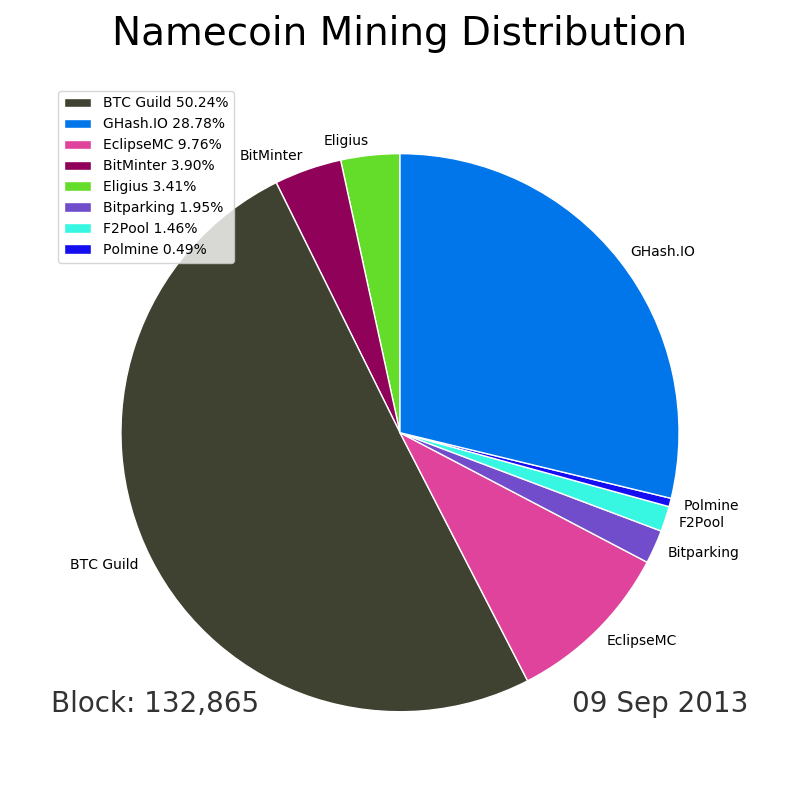 Namecoin Mining Distribution
BTC Guild 50.24%
GHash.IO 28.78%
EclipseMC 9.76%
BitMinter 3.90%
Eligius 3.41%
Bitparking 1.95%
F2Pool 1.46%
Polmine 0.49%
Eligius
BitMinter
GHash.IO
Polmine
F2Pool
Bitparking
BTC Guild
EclipseMC
Block: 132,865
09 Sep 2013